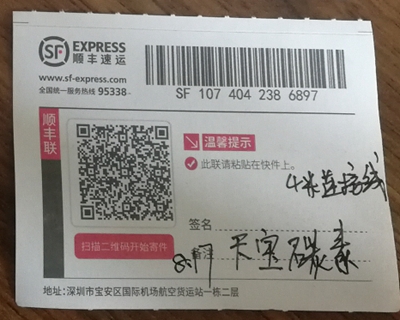 SF EXPRESS
顺丰速运
www.sf-express.com
全国统一服务热线 95338
SF 107 404 238 6897
顺丰联
温馨提示
此联请粘贴在快件上。
4米连接线
签名
备注
8.17 天宝碳素
扫描二维码开始寄件
地址:深圳市宝安区国际机场航空货运站一栋二层